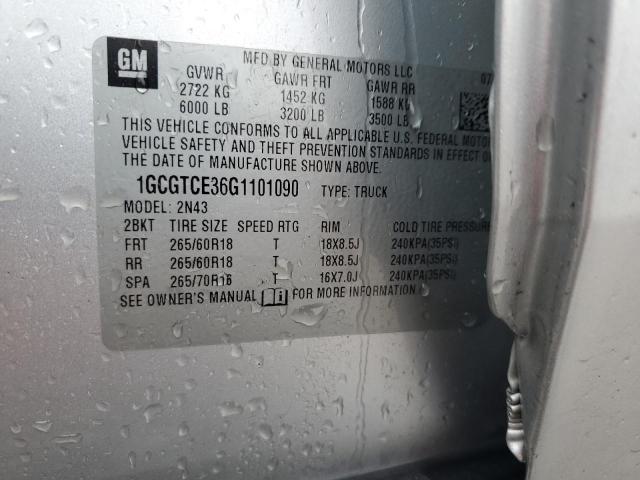 GM
MFD BY GENERAL MOTORS LLC
GVWR GAWR FRT GAWR RR 07
2722 KG 1452 KG 1588 KG
6000 LB 3200 LB 3500 LB
THIS VEHICLE CONFORMS TO ALL APPLICABLE U.S. FEDERAL MOTOR
VEHICLE SAFETY AND THEFT PREVENTION STANDARDS IN EFFECT
THE DATE OF MANUFACTURE SHOWN ABOVE.
1GCGTCE36G1101090 TYPE: TRUCK
MODEL: 2N43
2BKT TIRE SIZE SPEED RTG RIM COLD TIRE PRESSURE
FRT 265/60R18 T 18X8.5J 240KPA(35PSI)
RR 265/60R18 T 18X8.5J 240KPA(35PSI)
SPA 265/70R16 T 16X7.0J 240KPA(35PSI)
SEE OWNER'S MANUAL FOR MORE INFORMATION